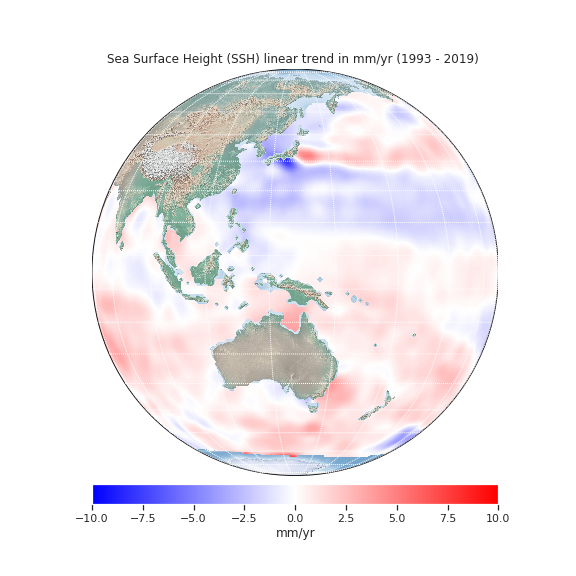 Sea Surface Height (SSH) linear trend in mm/yr (1993 - 2019)
−10.0 −7.5 −5.0 −2.5 0.0 2.5 5.0 7.5 10.0
mm/yr